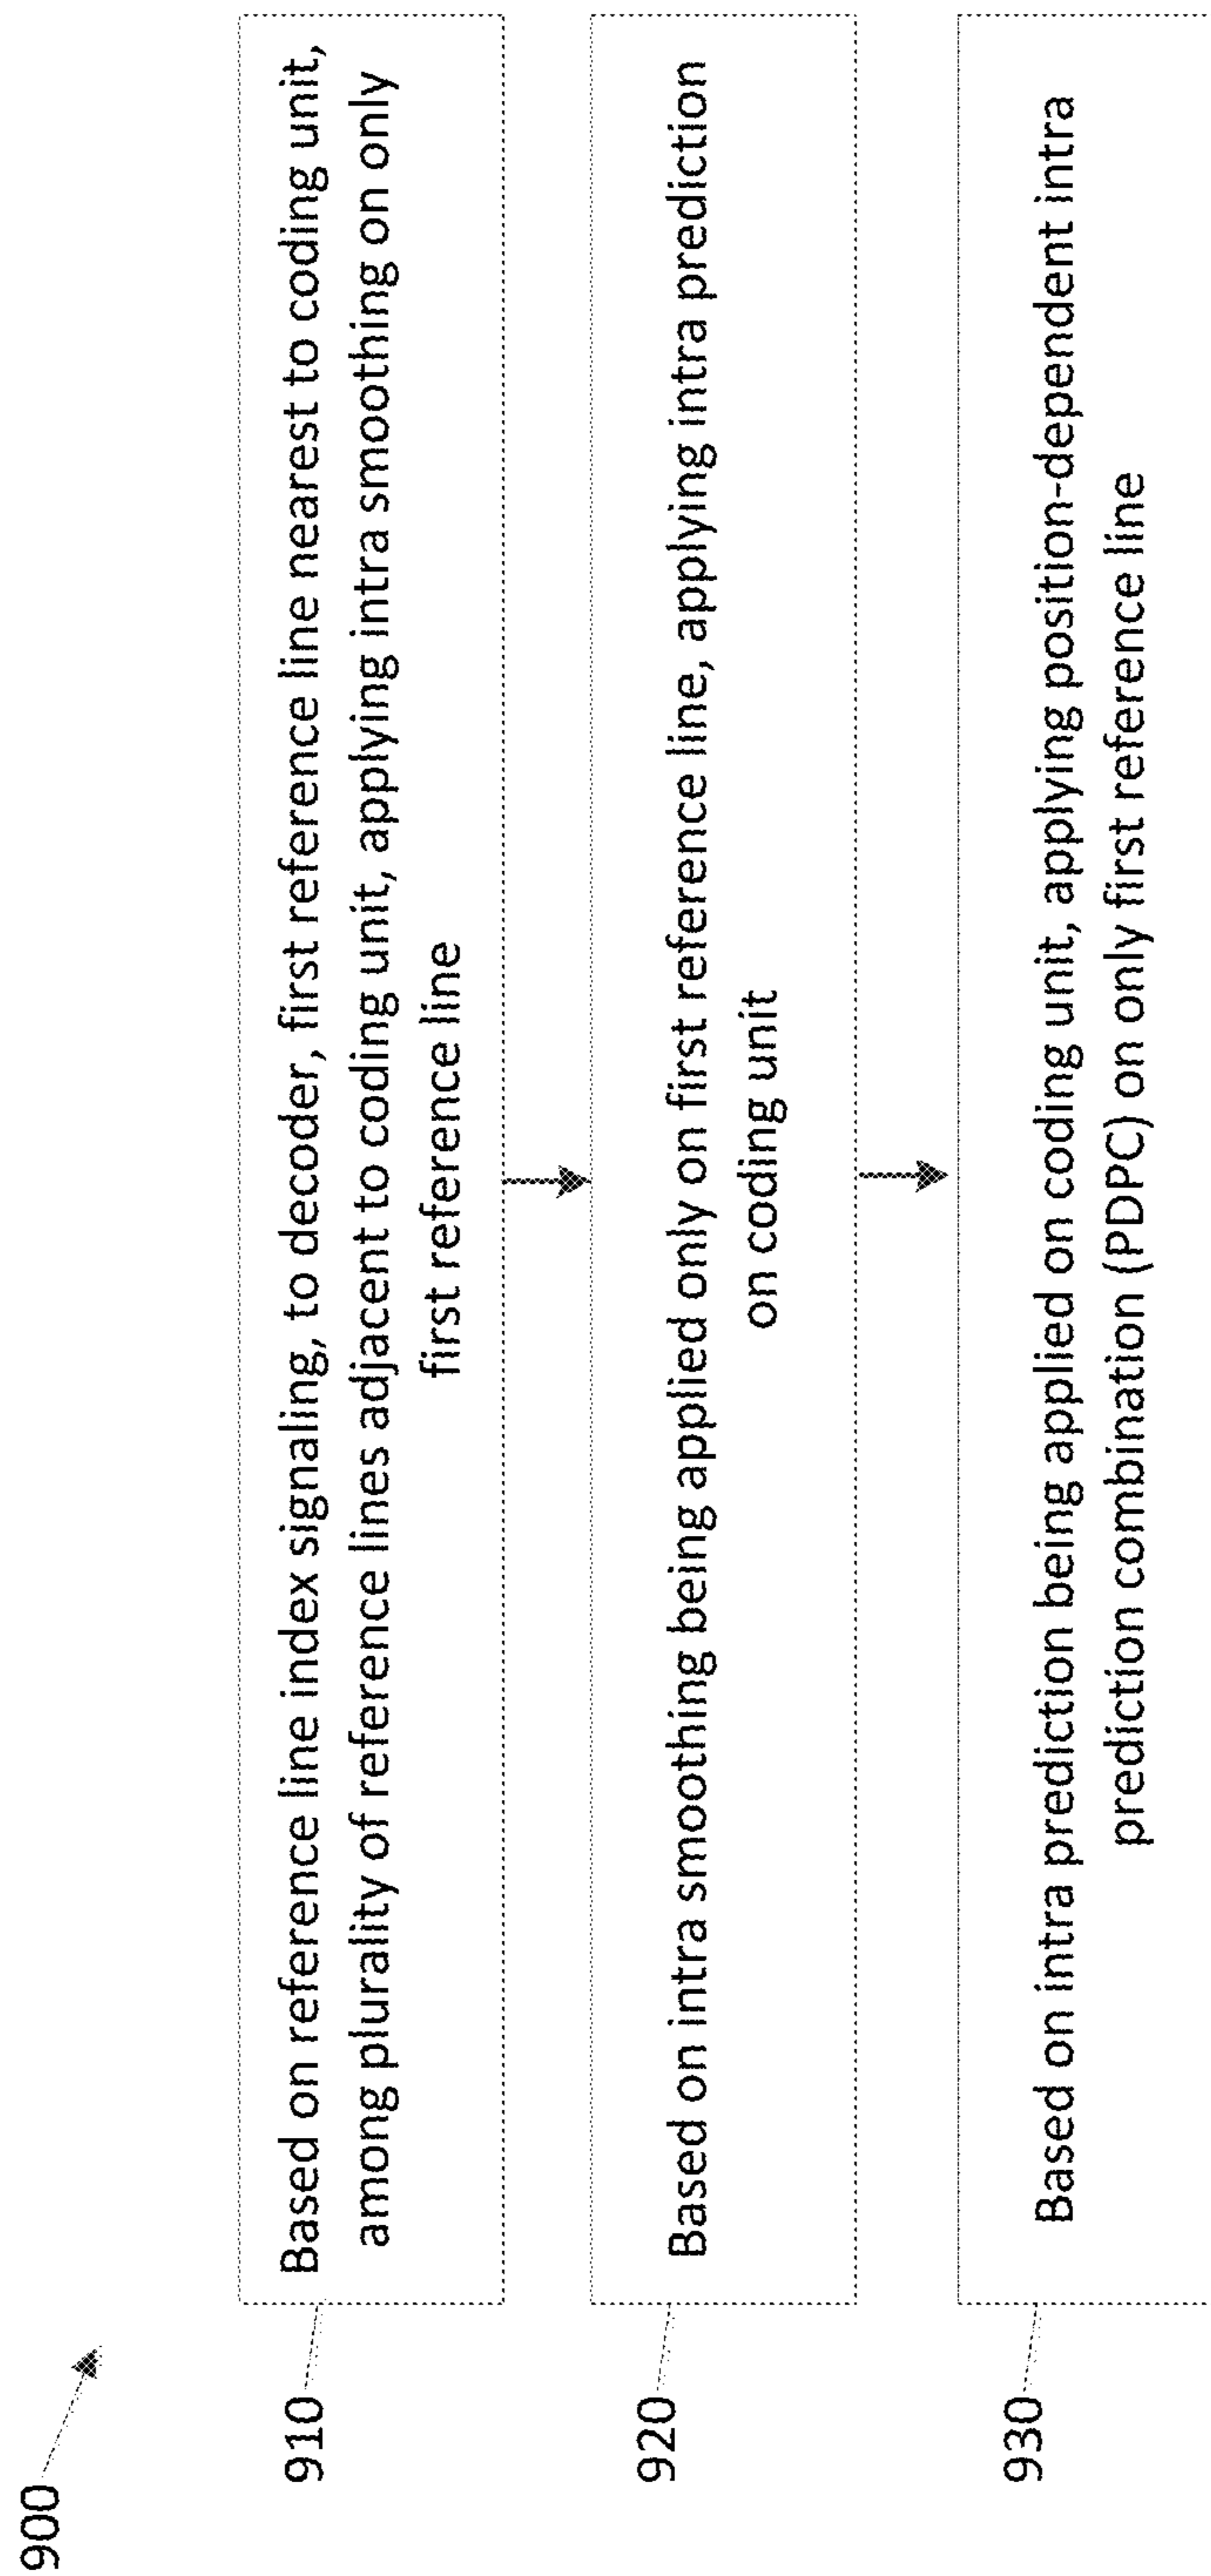 900
910
Based on reference line index signaling, to decoder, first reference line nearest to coding unit,
among plurality of reference lines adjacent to coding unit, applying intra smoothing on only
first reference line
920
Based on intra smoothing being applied only on first reference line, applying intra prediction
on coding unit
930
Based on intra prediction being applied on coding unit, applying position-dependent intra
prediction combination (PDPC) on only first reference line